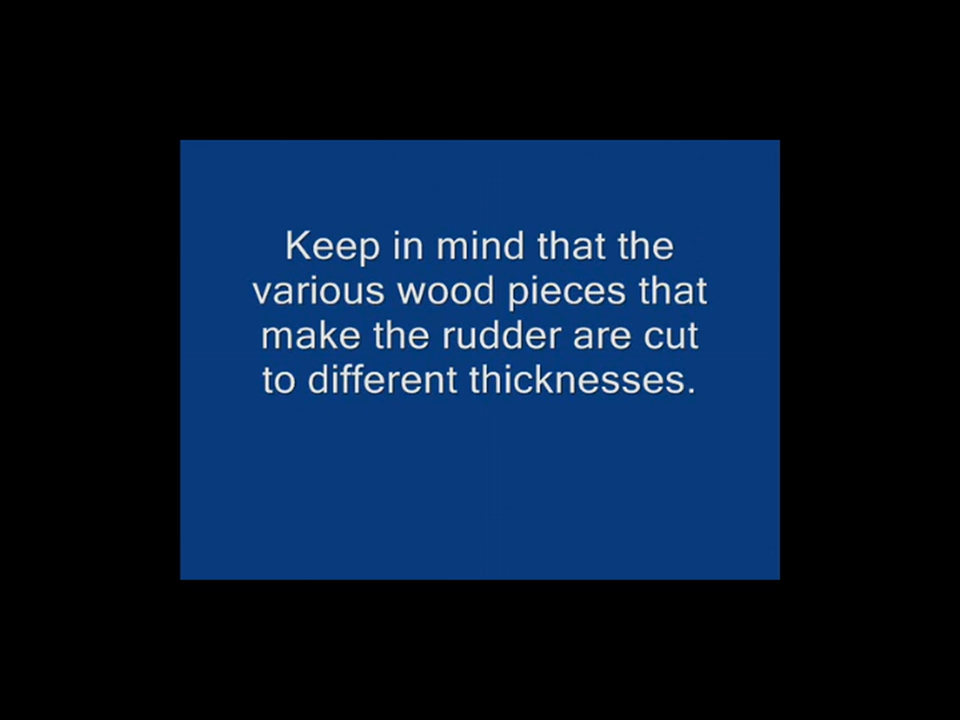 Keep in mind that the
various wood pieces that
make the rudder are cut
to different thicknesses.